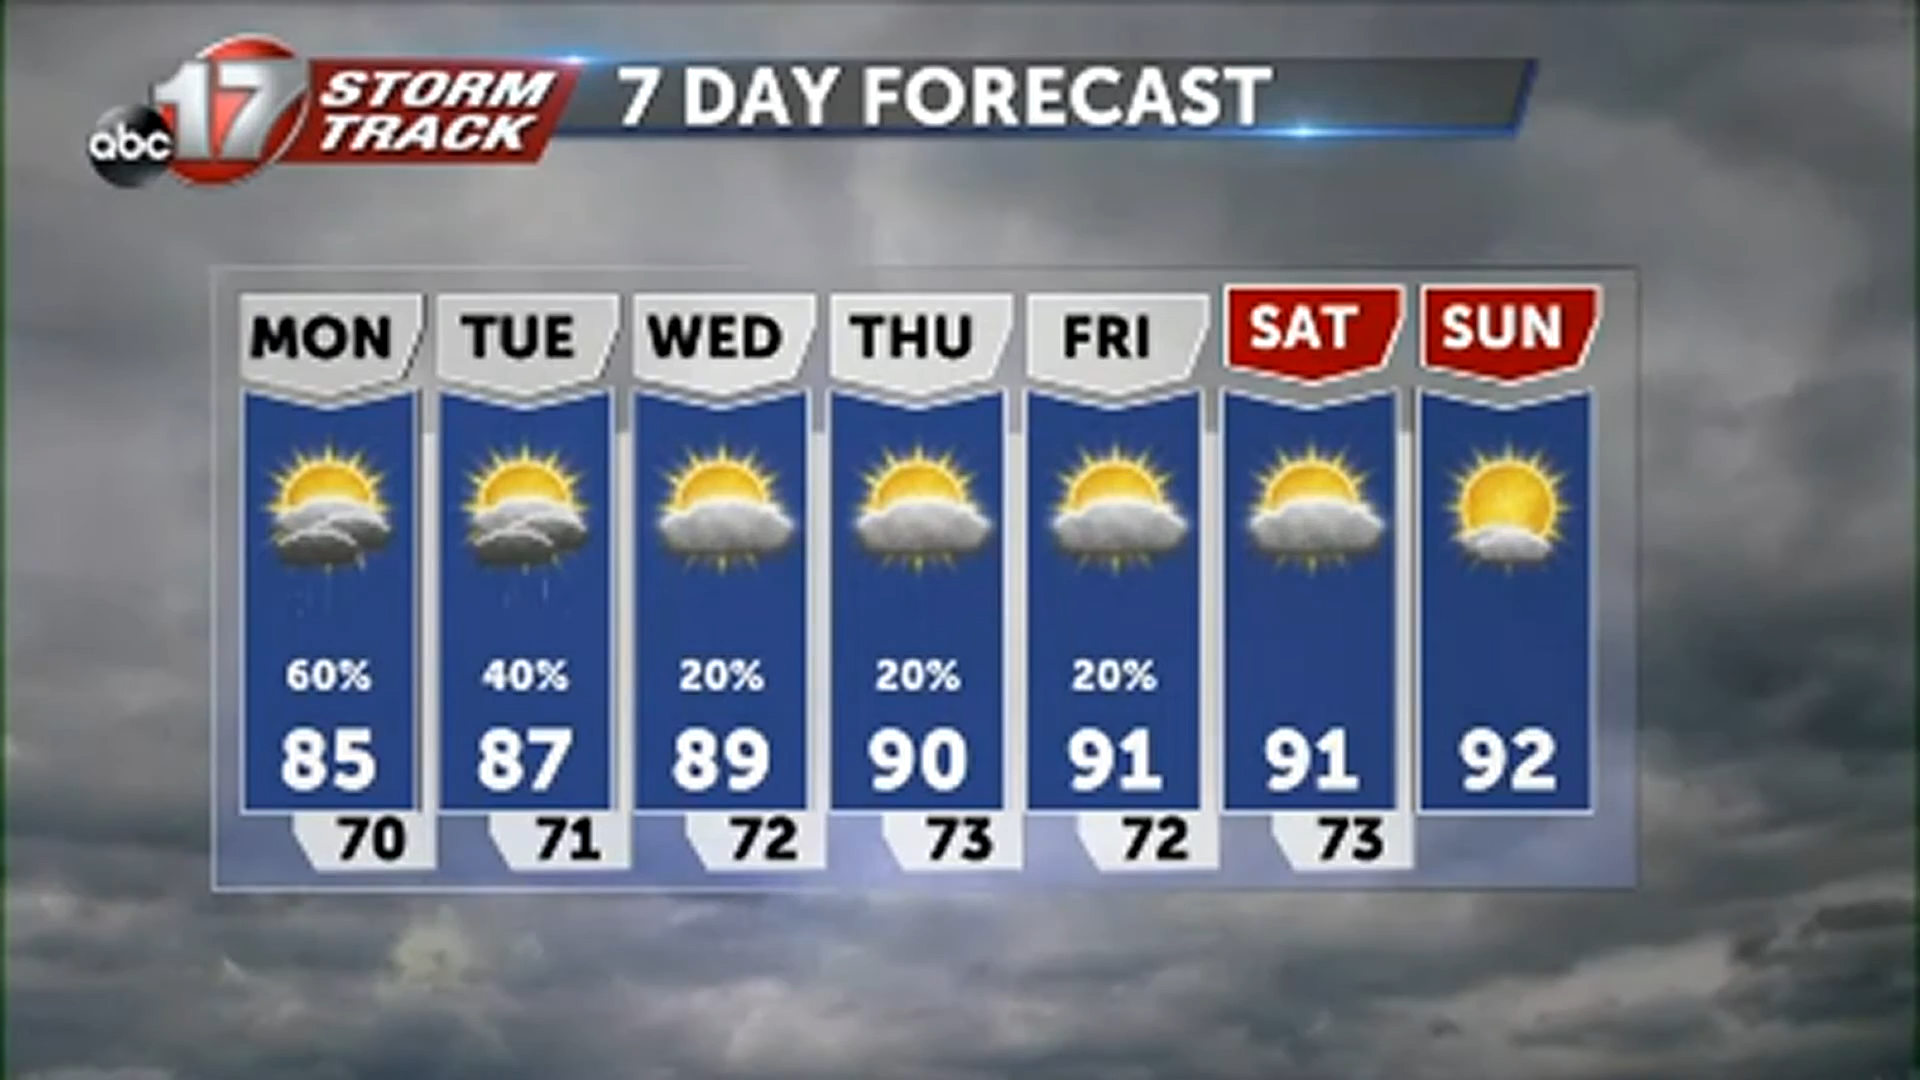 abc 17 STORM TRACK 7 DAY FORECAST
MON TUE WED THU FRI SAT SUN
60% 40% 20% 20% 20%
85 87 89 90 91 91 92
70 71 72 73 72 73